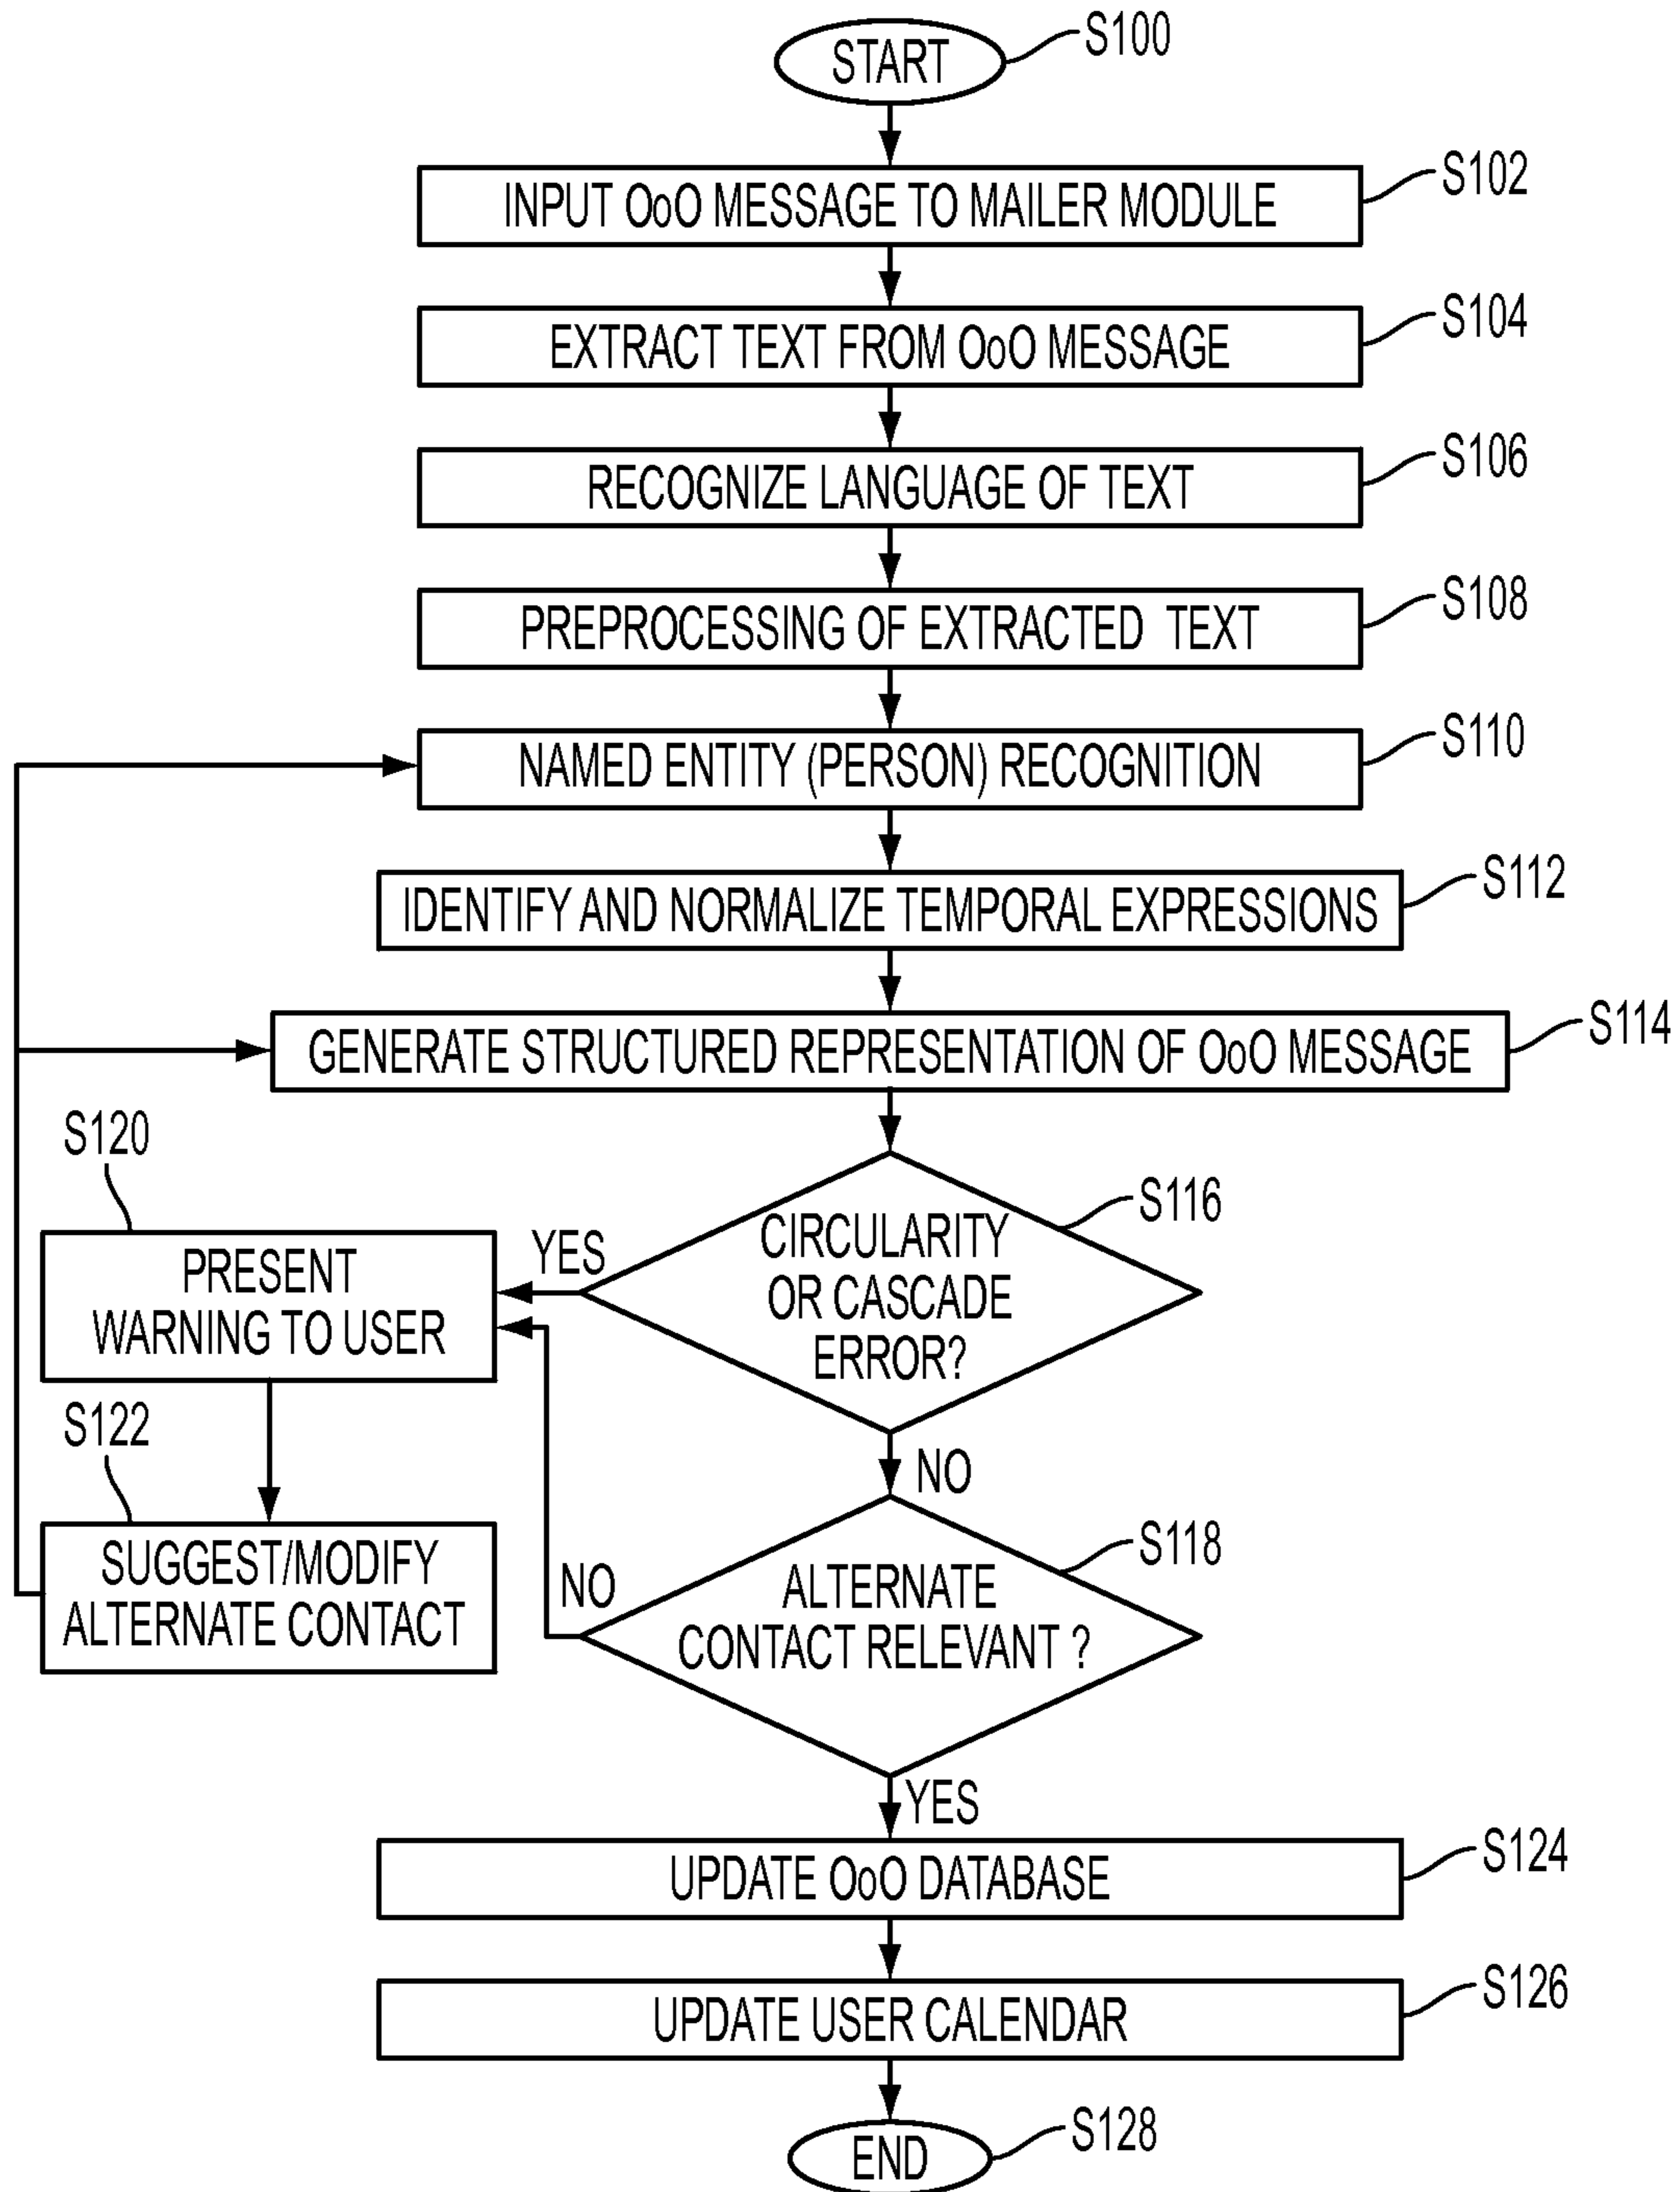 START
S100
INPUT OoO MESSAGE TO MAILER MODULE
S102
EXTRACT TEXT FROM OoO MESSAGE
S104
RECOGNIZE LANGUAGE OF TEXT
S106
PREPROCESSING OF EXTRACTED TEXT
S108
NAMED ENTITY (PERSON) RECOGNITION
S110
IDENTIFY AND NORMALIZE TEMPORAL EXPRESSIONS
S112
GENERATE STRUCTURED REPRESENTATION OF OoO MESSAGE
S114
CIRCULARITY
OR CASCADE
ERROR?
S116
YES
NO
S120
PRESENT
WARNING TO USER
S122
SUGGEST/MODIFY
ALTERNATE CONTACT
ALTERNATE
CONTACT RELEVANT ?
S118
NO
YES
UPDATE OoO DATABASE
S124
UPDATE USER CALENDAR
S126
END
S128